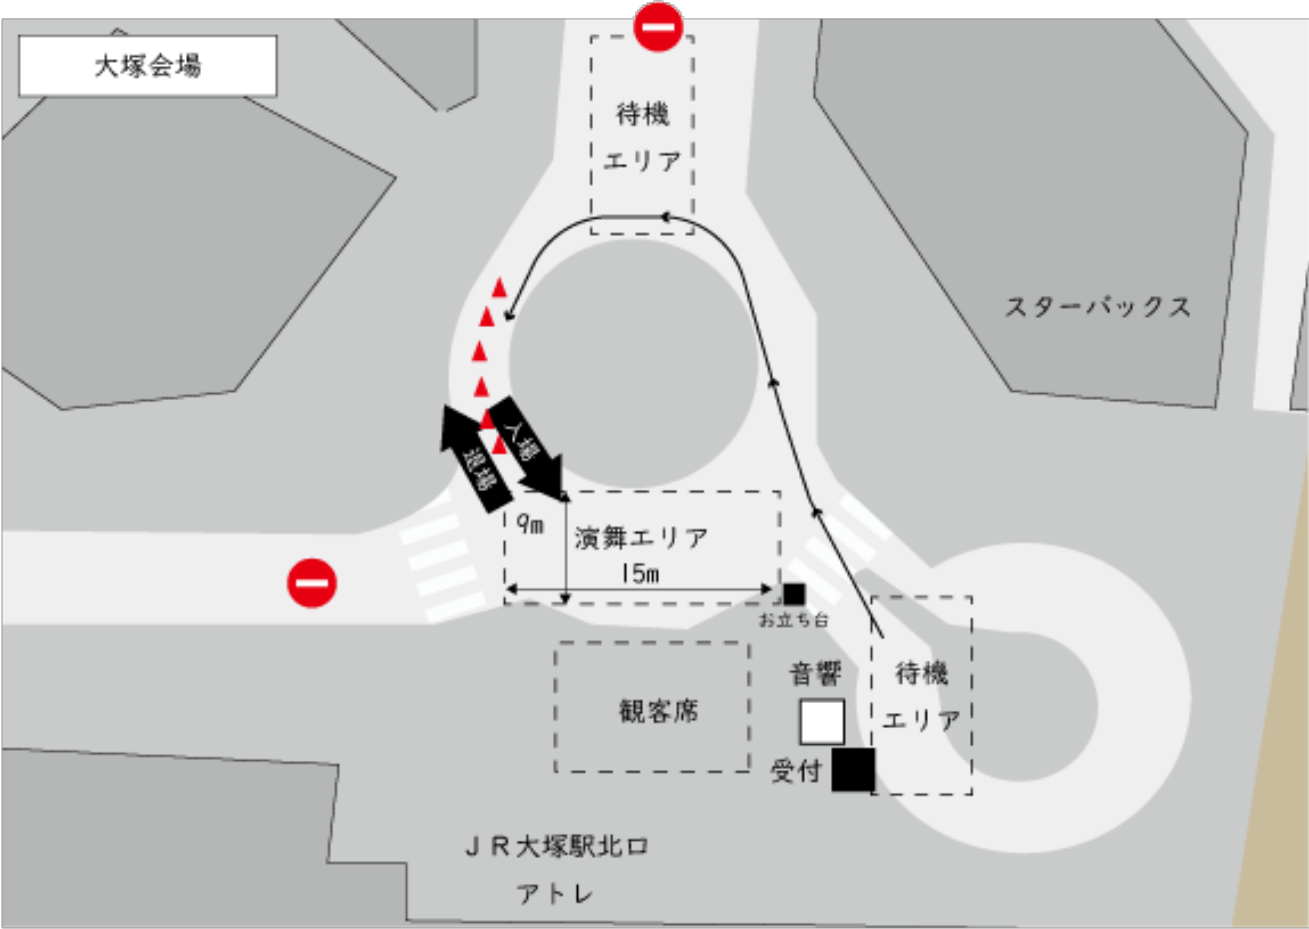 大塚会場
待機
エリア
スターバックス
入場
退場
9m
演舞エリア
15m
お立ち台
音響
待機
エリア
観客席
受付
ＪＲ大塚駅北口
アトレ